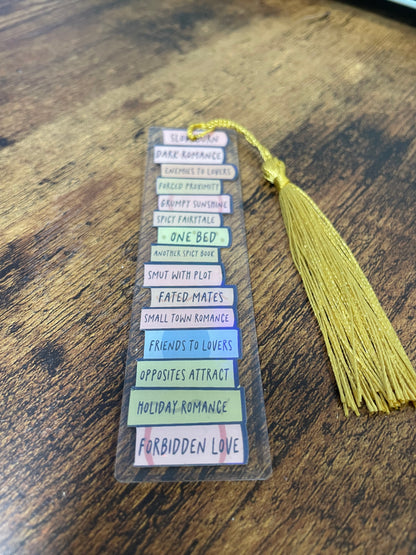 SLOW BURN
DARK ROMANCE
ENEMIES TO LOVERS
FORCED PROXIMITY
GRUMPY SUNSHINE
SPICY FAIRYTALE
ONE BED
ANOTHER SPICY BOOK
SMUT WITH PLOT
FATED MATES
SMALL TOWN ROMANCE
FRIENDS TO LOVERS
OPPOSITES ATTRACT
HOLIDAY ROMANCE
FORBIDDEN LOVE